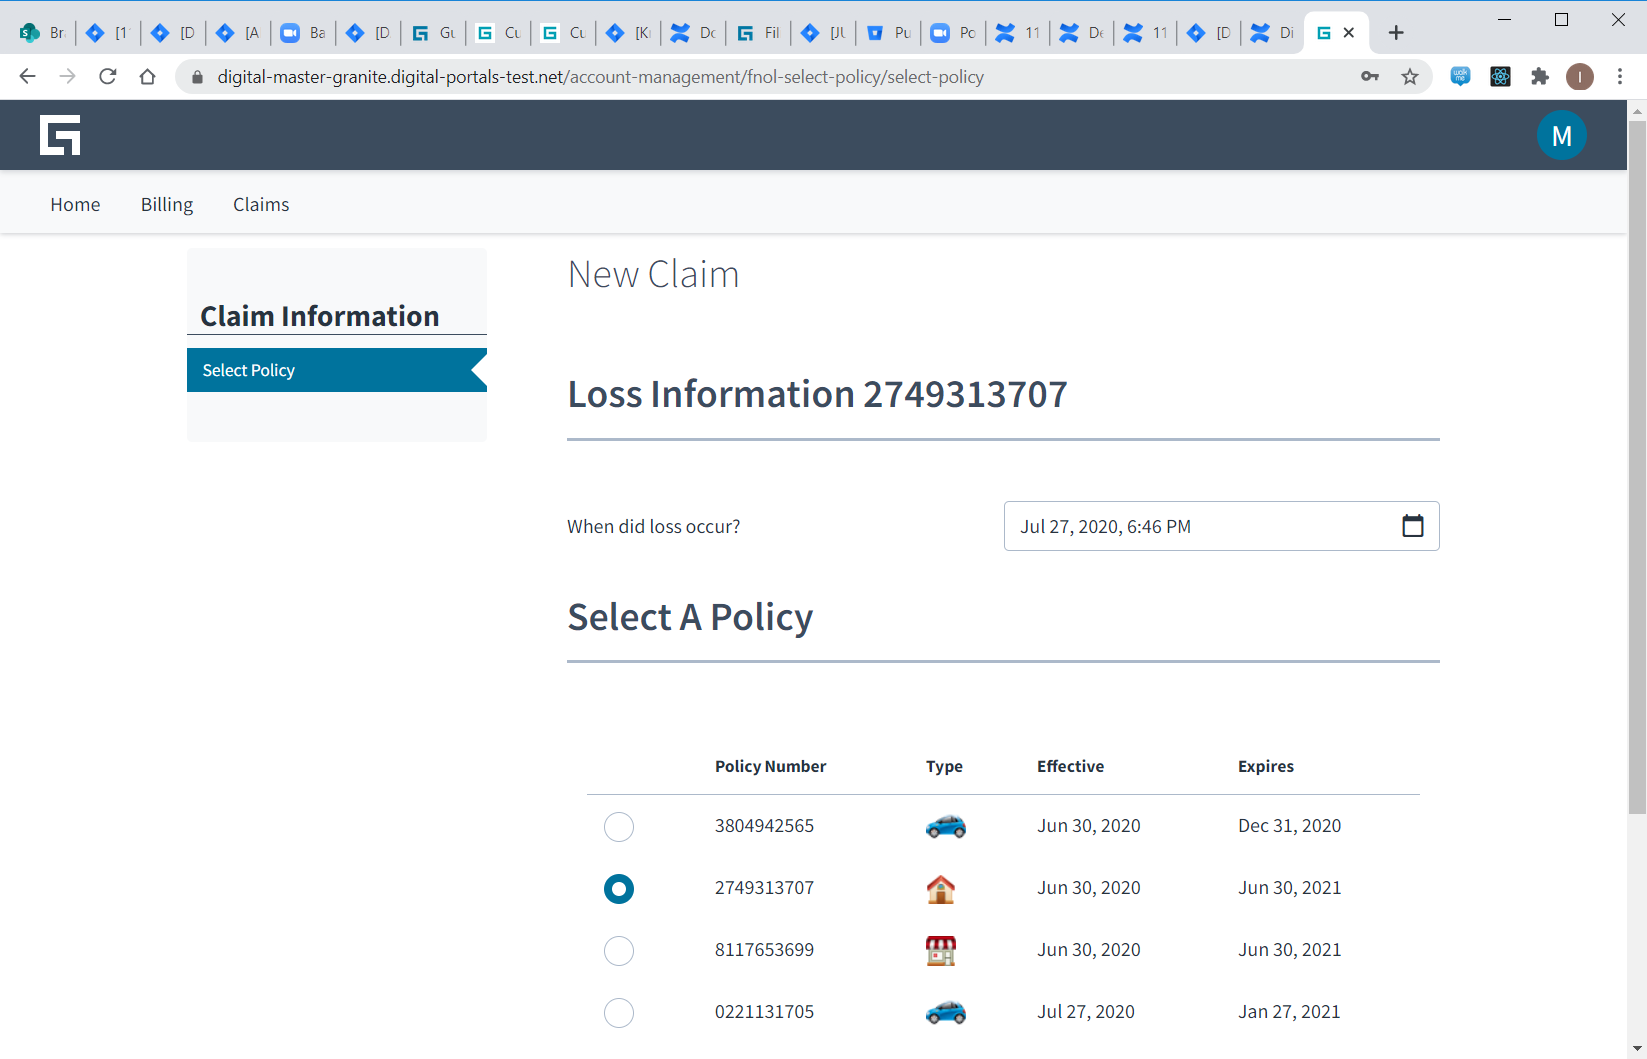 Br [1 [D [A Ba [D Gu Cu Cu [K Do Fil [JU Pu Po 11 De 11 [D Di
digital-master-granite.digital-portals-test.net/account-management/fnol-select-policy/select-policy
I
M
Home Billing Claims
Claim Information
Select Policy
New Claim
Loss Information 2749313707
When did loss occur? Jul 27, 2020, 6:46 PM
Select A Policy
Policy Number Type Effective Expires
3804942565 Jun 30, 2020 Dec 31, 2020
2749313707 Jun 30, 2020 Jun 30, 2021
8117653699 Jun 30, 2020 Jun 30, 2021
0221131705 Jul 27, 2020 Jan 27, 2021